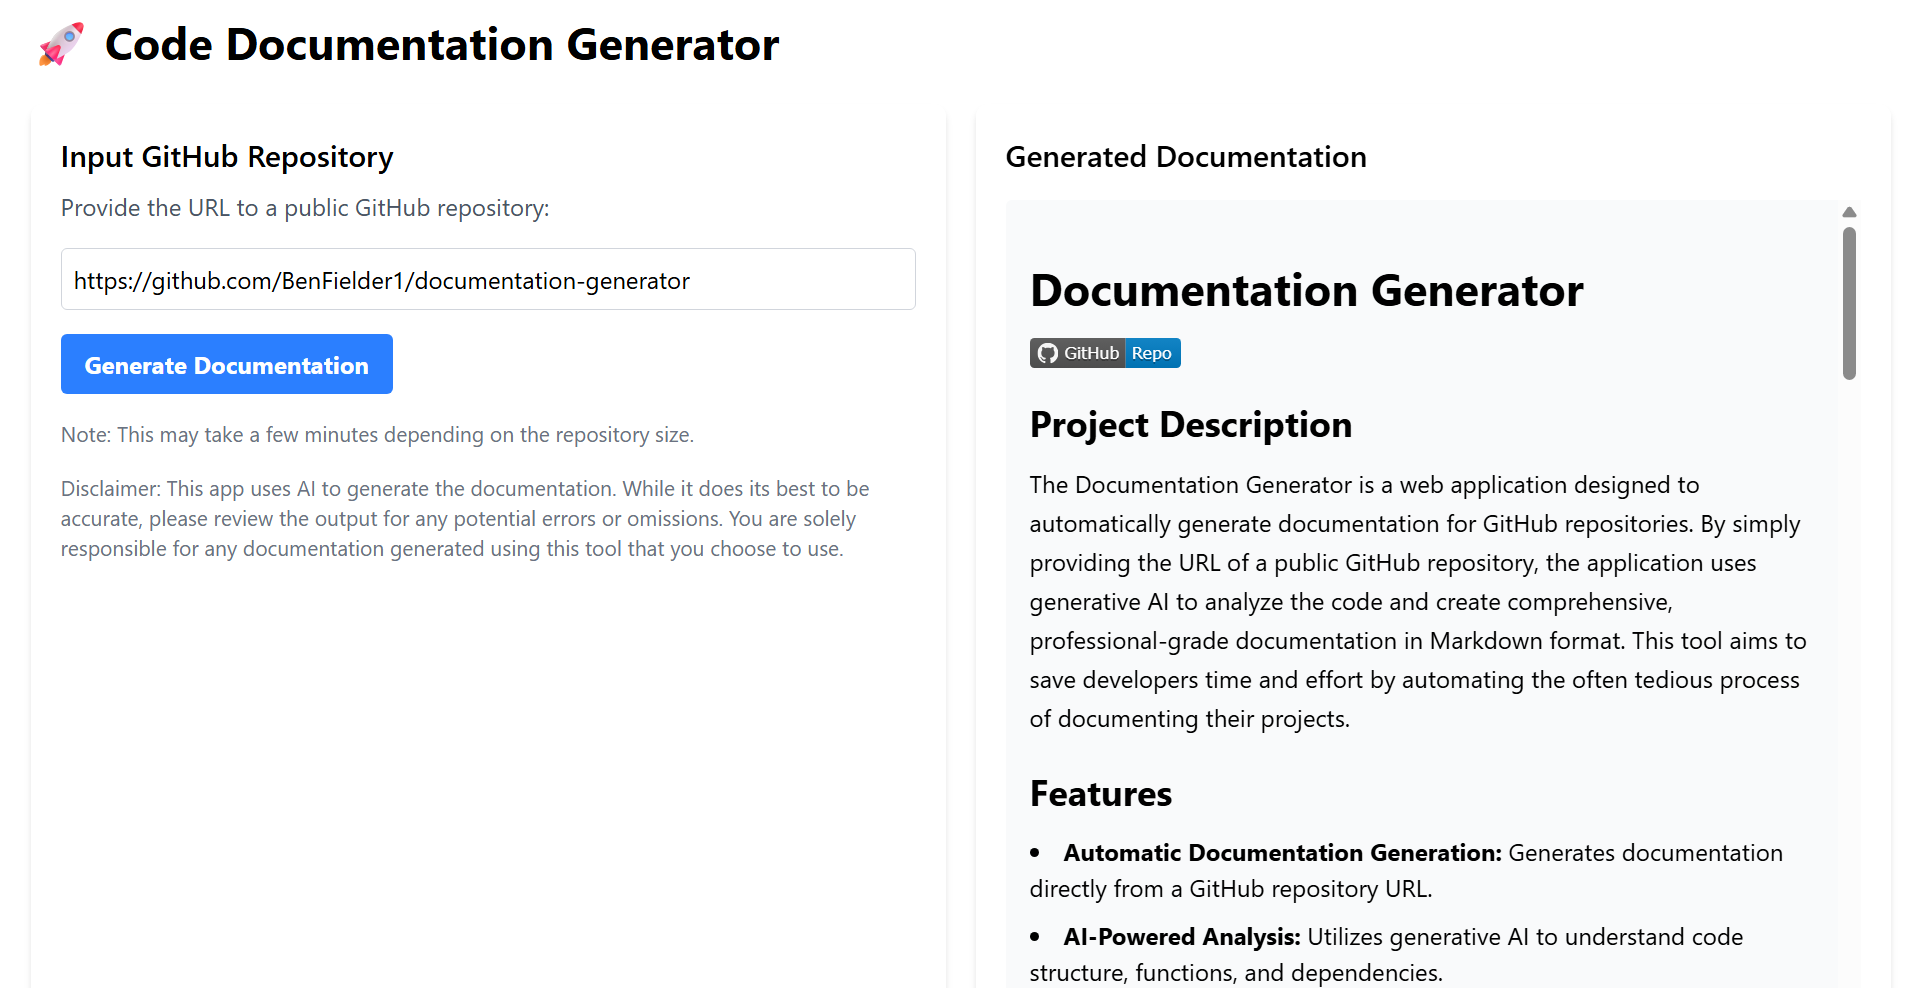 🚀 Code Documentation Generator
Input GitHub Repository
Provide the URL to a public GitHub repository:
https://github.com/BenFielder1/documentation-generator
Generate Documentation
Note: This may take a few minutes depending on the repository size.
Disclaimer: This app uses AI to generate the documentation. While it does its best to be
accurate, please review the output for any potential errors or omissions. You are solely
responsible for any documentation generated using this tool that you choose to use.
Generated Documentation
Documentation Generator
GitHub Repo
Project Description
The Documentation Generator is a web application designed to
automatically generate documentation for GitHub repositories. By simply
providing the URL of a public GitHub repository, the application uses
generative AI to analyze the code and create comprehensive,
professional-grade documentation in Markdown format. This tool aims to
save developers time and effort by automating the often tedious process
of documenting their projects.
Features
• Automatic Documentation Generation: Generates documentation
directly from a GitHub repository URL.
• AI-Powered Analysis: Utilizes generative AI to understand code
structure, functions, and dependencies.